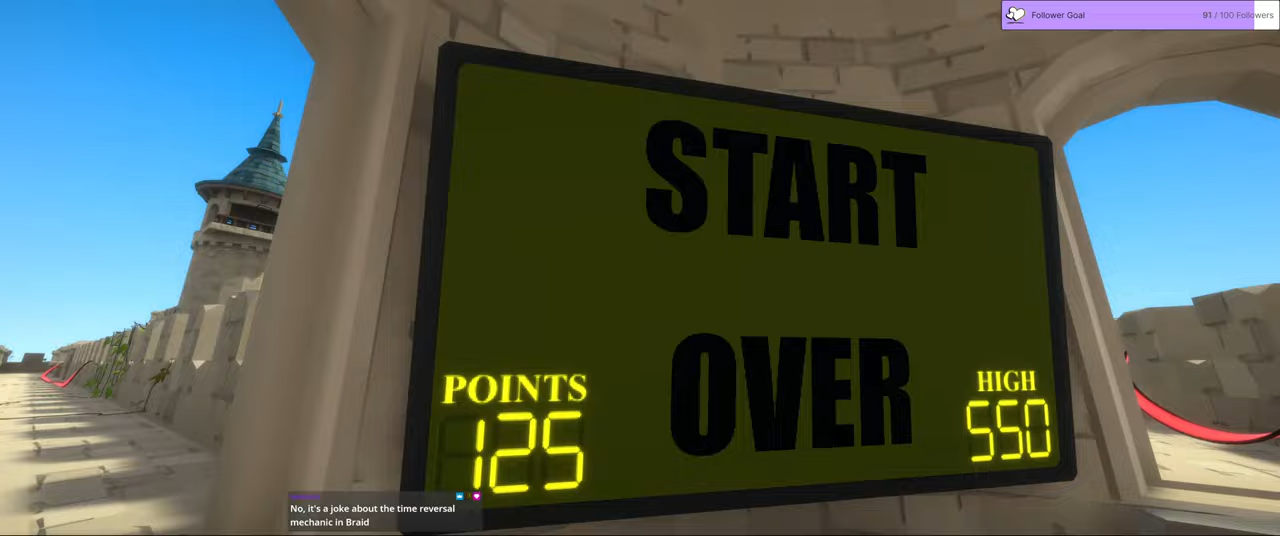 Follower Goal
91 / 100 Followers
START
OVER
POINTS
125
HIGH
550
No, it's a joke about the time reversal
mechanic in Braid